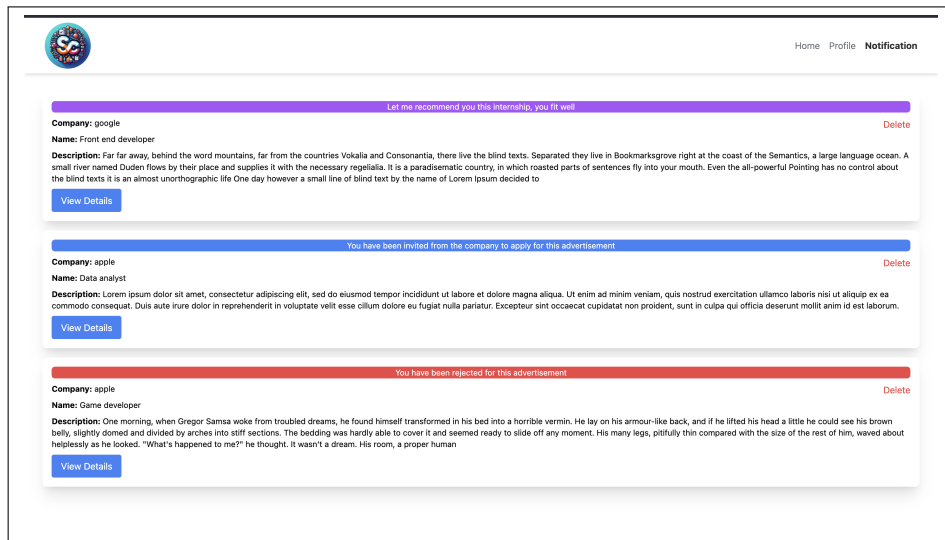 SC
Home Profile Notification
Let me recommend you this internship, you fit well
Company: google
Delete
Name: Front end developer
Description: Far far away, behind the word mountains, far from the countries Vokalia and Consonantia, there live the blind texts. Separated they live in Bookmarksgrove right at the coast of the Semantics, a large language ocean. A
small river named Duden flows by their place and supplies it with the necessary regelialia. It is a paradisematic country, in which roasted parts of sentences fly into your mouth. Even the all-powerful Pointing has no control about
the blind texts it is an almost unorthographic life One day however a small line of blind text by the name of Lorem Ipsum decided to
View Details
You have been invited from the company to apply for this advertisement
Company: apple
Delete
Name: Data analyst
Description: Lorem ipsum dolor sit amet, consectetur adipiscing elit, sed do eiusmod tempor incididunt ut labore et dolore magna aliqua. Ut enim ad minim veniam, quis nostrud exercitation ullamco laboris nisi ut aliquip ex ea
commodo consequat. Duis aute irure dolor in reprehenderit in voluptate velit esse cillum dolore eu fugiat nulla pariatur. Excepteur sint occaecat cupidatat non proident, sunt in culpa qui officia deserunt mollit anim id est laborum.
View Details
You have been rejected for this advertisement
Company: apple
Delete
Name: Game developer
Description: One morning, when Gregor Samsa woke from troubled dreams, he found himself transformed in his bed into a horrible vermin. He lay on his armour-like back, and if he lifted his head a little he could see his brown
belly, slightly domed and divided by arches into stiff sections. The bedding was hardly able to cover it and seemed ready to slide off any moment. His many legs, pitifully thin compared with the size of the rest of him, waved about
helplessly as he looked. "What's happened to me?" he thought. It wasn't a dream. His room, a proper human
View Details